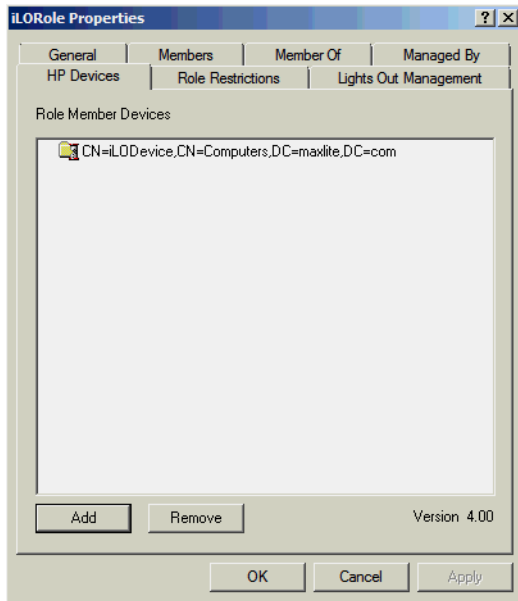 iLORole Properties
? X
General Members Member Of Managed By
HP Devices Role Restrictions Lights Out Management
Role Member Devices
CN=iLODevice,CN=Computers,DC=maxlite,DC=com
Add Remove Version 4.00
OK Cancel Apply